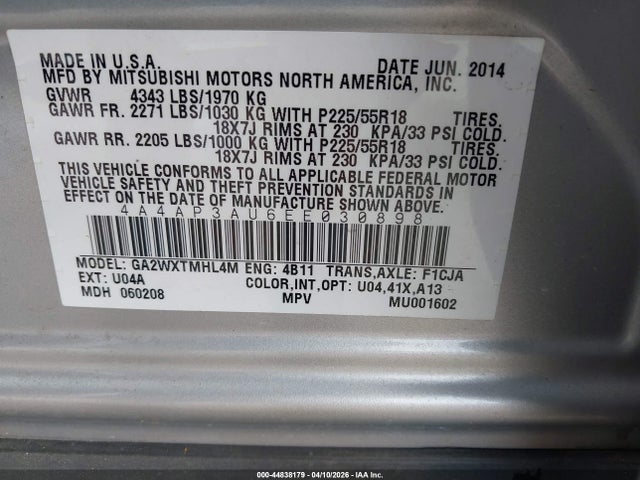 MADE IN U.S.A. DATE JUN. 2014
MFD BY MITSUBISHI MOTORS NORTH AMERICA, INC.
GVWR 4343 LBS/1970 KG
GAWR FR. 2271 LBS/1030 KG WITH P225/55R18 TIRES.
18X7J RIMS AT 230 KPA/33 PSI COLD.
GAWR RR. 2205 LBS/1000 KG WITH P225/55R18 TIRES.
18X7J RIMS AT 230 KPA/33 PSI COLD.
THIS VEHICLE CONFORMS TO ALL APPLICABLE FEDERAL MOTOR
VEHICLE SAFETY AND THEFT PREVENTION STANDARDS IN
EFFECT ON THE DATE OF MANUFACTURE SHOWN ABOVE.
4A4AP3AU6EE030898
MODEL: GA2WXTMHL4M ENG: 4B11 TRANS,AXLE: F1CJA
EXT: U04A COLOR,INT,OPT: U04,41X,A13
MDH 060208 MPV MU001602
000-44838179 - 04/10/2026 - IAA Inc.